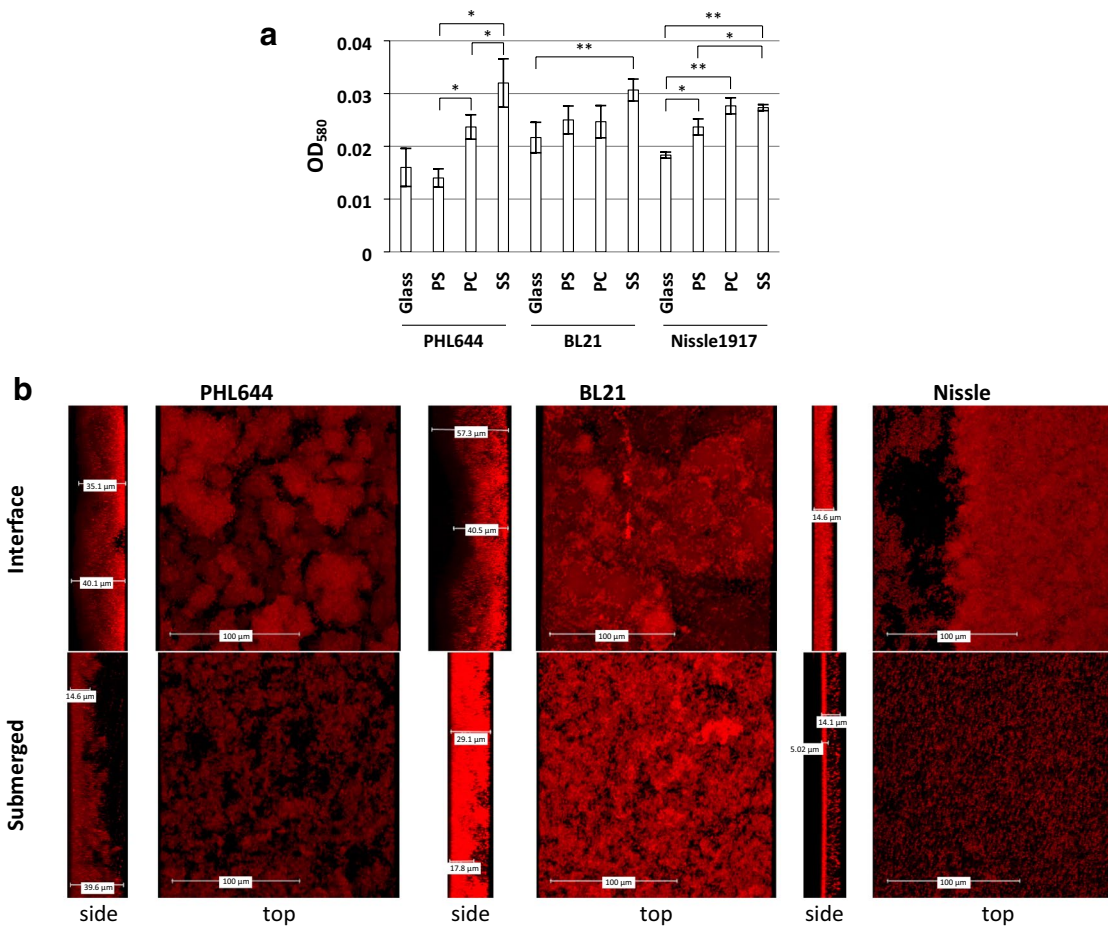 a
* ** 
* ** *
* ** *
0.04
0.03
0.02
0.01
0
OD580
Glass PS PC SS Glass PS PC SS Glass PS PC SS
PHL644 BL21 Nissle1917
b
PHL644 BL21 Nissle
Interface
35.1 µm
40.1 µm
100 µm
57.3 µm
40.5 µm
100 µm
14.6 µm
100 µm
Submerged
14.6 µm
39.6 µm
100 µm
29.1 µm
17.8 µm
100 µm
14.1 µm
5.02 µm
100 µm
side top side top side top